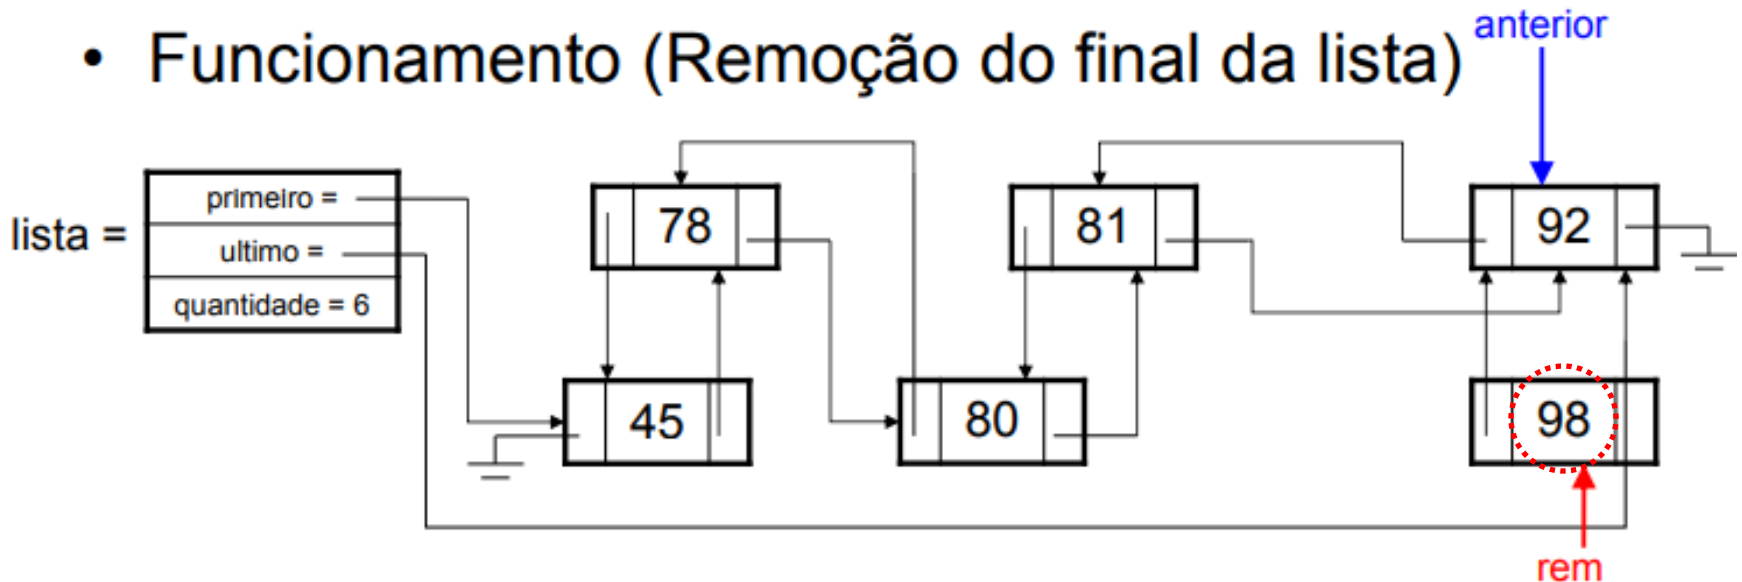 • Funcionamento (Remoção do final da lista)
anterior
lista =
primeiro =
ultimo =
quantidade = 6
78
81
92
45
80
98
rem